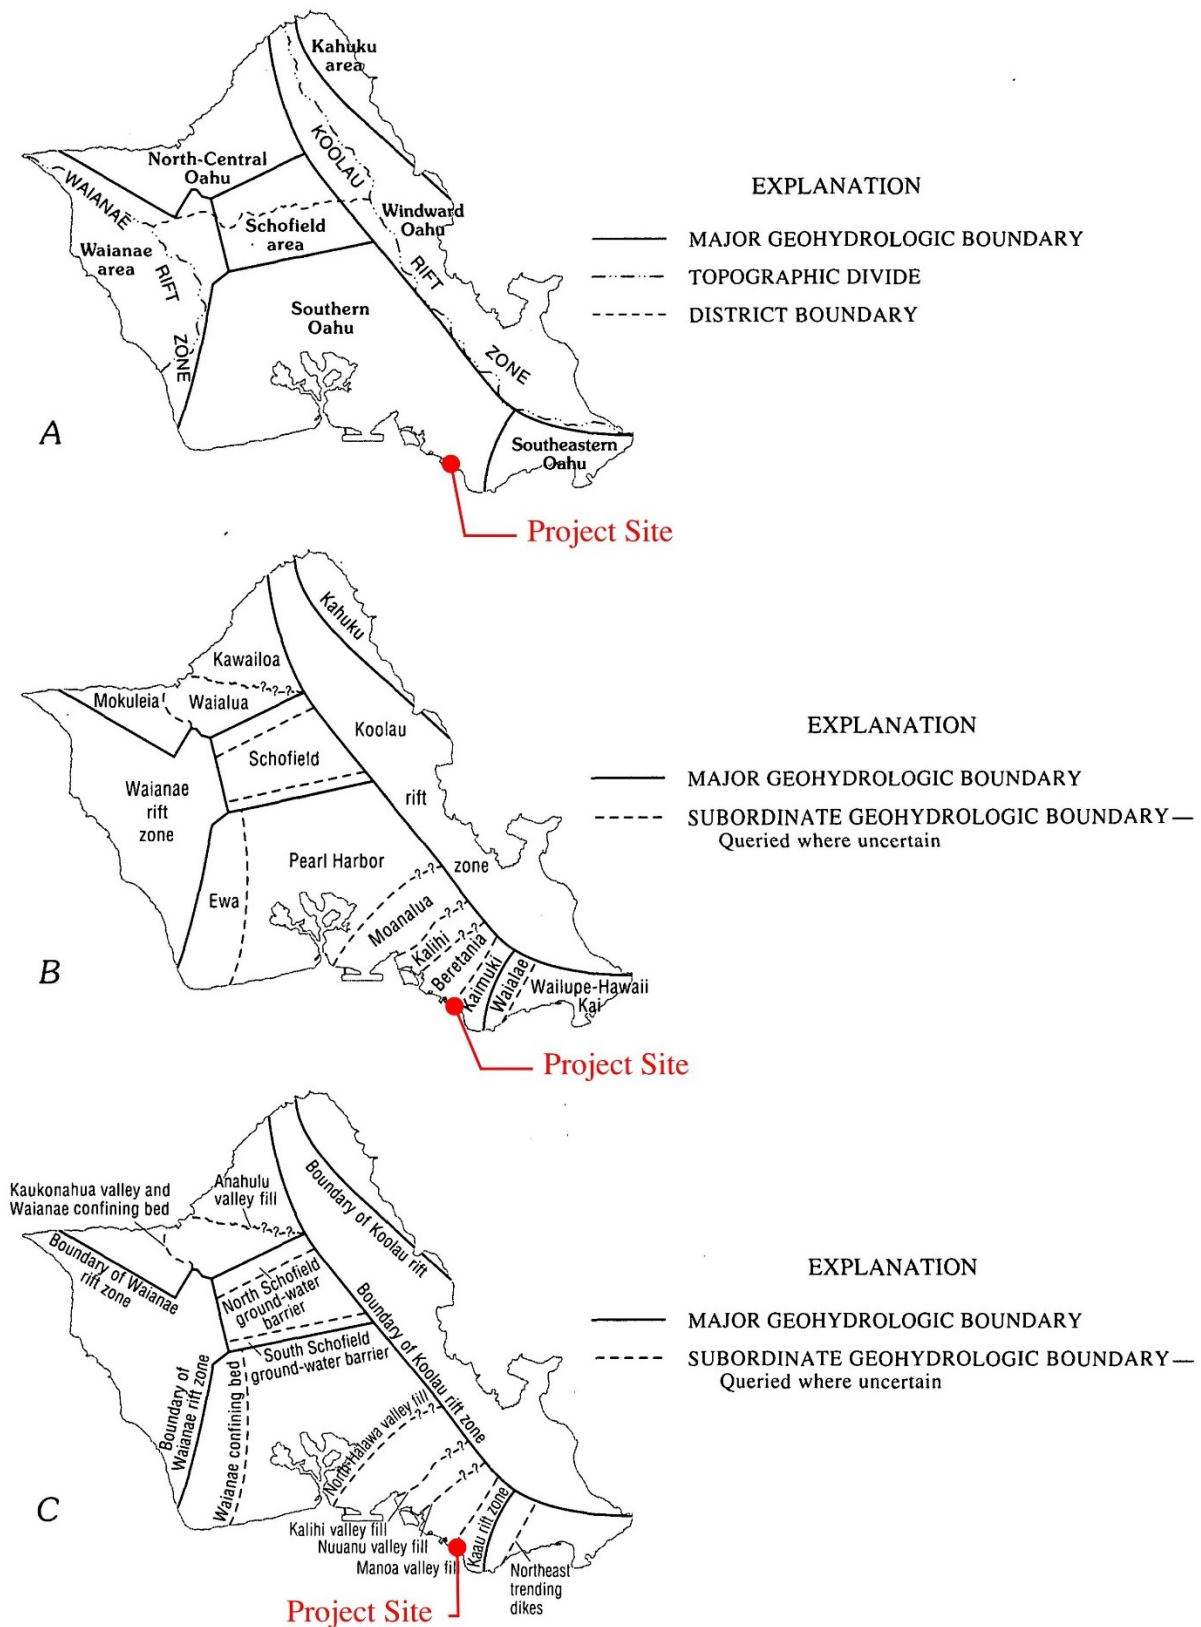 Kahuku
area
KOOLAU
North-Central
Oahu
WAIANAE
Windward
Oahu
Schofield
area
Waianae
area
RIFT
RIFT
Southern
Oahu
ZONE
ZONE
Southeastern
Oahu
A
Project Site
EXPLANATION
MAJOR GEOHYDROLOGIC BOUNDARY
TOPOGRAPHIC DIVIDE
DISTRICT BOUNDARY
Kahuku
Kawailoa
?-?-?
Mokuleia
Waialua
Koolau
Schofield
Waianae
rift
zone
rift
Pearl Harbor
zone
-?-?
Ewa
Moanalua
?-?
Kalihi
?-?
Beretania
Kaimuki
Waialae
Wailupe-Hawaii
Kai
B
Project Site
EXPLANATION
MAJOR GEOHYDROLOGIC BOUNDARY
SUBORDINATE GEOHYDROLOGIC BOUNDARY—
Queried where uncertain
Kaukonahua valley and
Waianae confining bed
Anahulu
valley fill
?-?-?
Boundary of Koolau rift
Boundary of Waianae
rift zone
North Schofield
ground-water
barrier
South Schofield
ground-water barrier
Boundary of Koolau rift zone
Boundary of
Waianae rift zone
Waianae confining bed
North Halawa valley fill
-?-?
?-?
?-?
Kalihi valley fill
Nuuanu valley fill
Manoa valley fill
Kaau rift zone
Northeast
trending
dikes
C
Project Site
EXPLANATION
MAJOR GEOHYDROLOGIC BOUNDARY
SUBORDINATE GEOHYDROLOGIC BOUNDARY—
Queried where uncertain